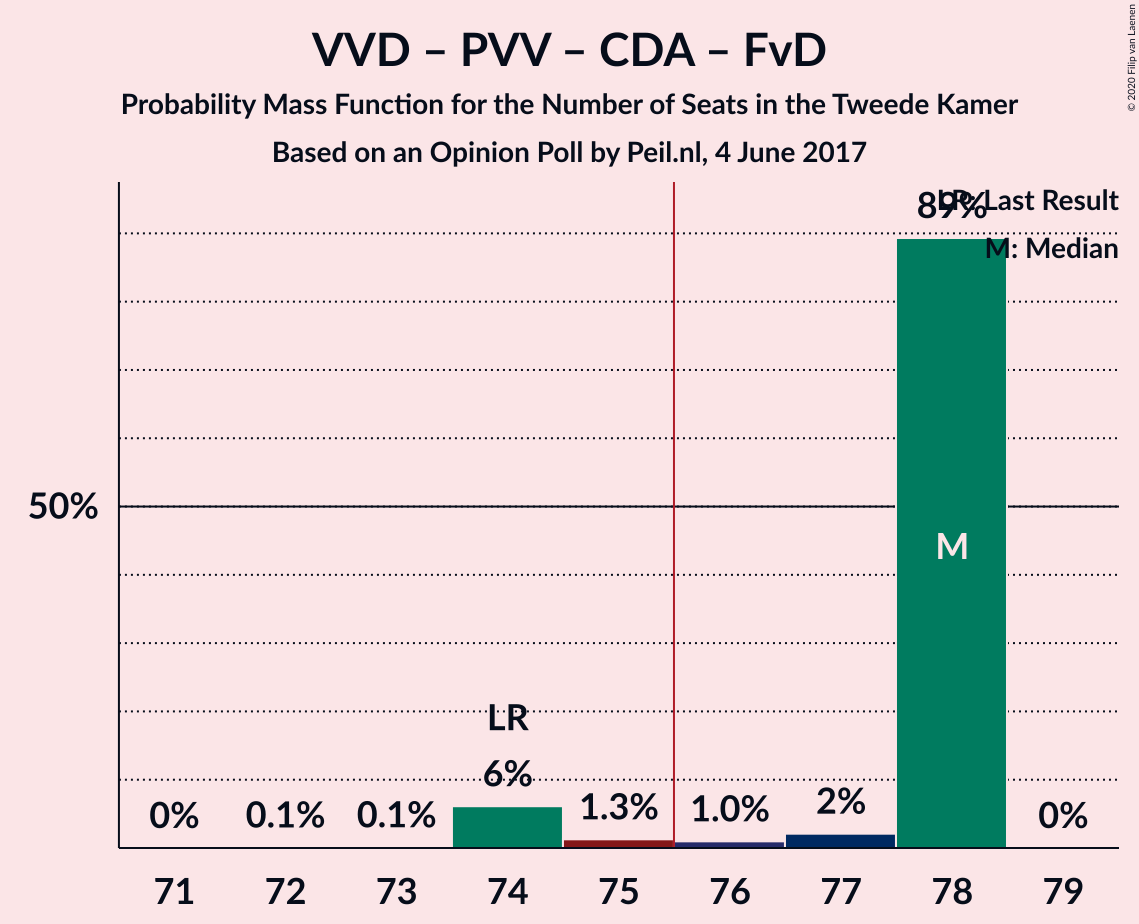 VVD – PVV – CDA – FvD
Probability Mass Function for the Number of Seats in the Tweede Kamer
Based on an Opinion Poll by Peil.nl, 4 June 2017
© 2020 Filip van Laenen
LR: Last Result
M: Median
89%
50%
M
LR
6%
0%
0.1%
0.1%
1.3%
1.0%
2%
0%
71 72 73 74 75 76 77 78 79